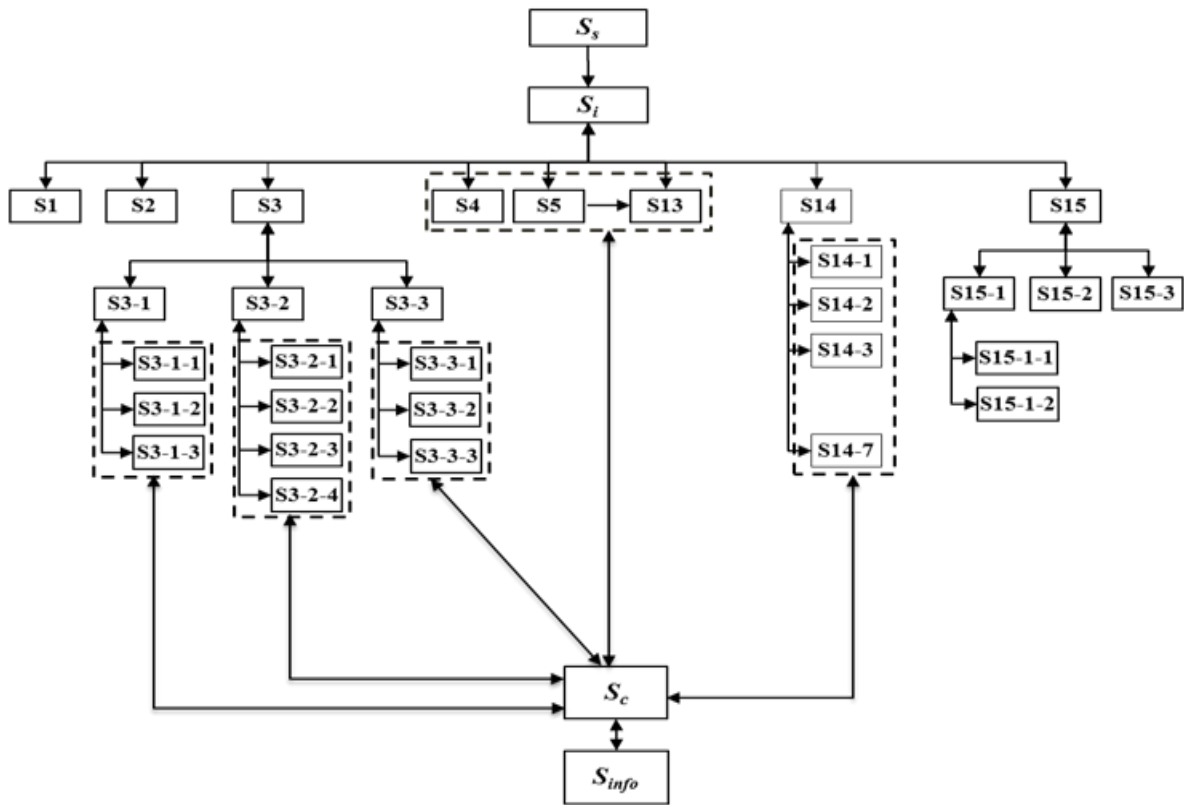 Ss
Si
S1 S2 S3 S4 S5 S13 S14 S15
S14-1
S3-1 S3-2 S3-3 S14-2 S15-1 S15-2 S15-3
S14-3
S3-1-1 S3-2-1 S3-3-1 S15-1-1
S3-1-2 S3-2-2 S3-3-2 S15-1-2
S3-1-3 S3-2-3 S3-3-3 S14-7
S3-2-4
Sc
Sinfo